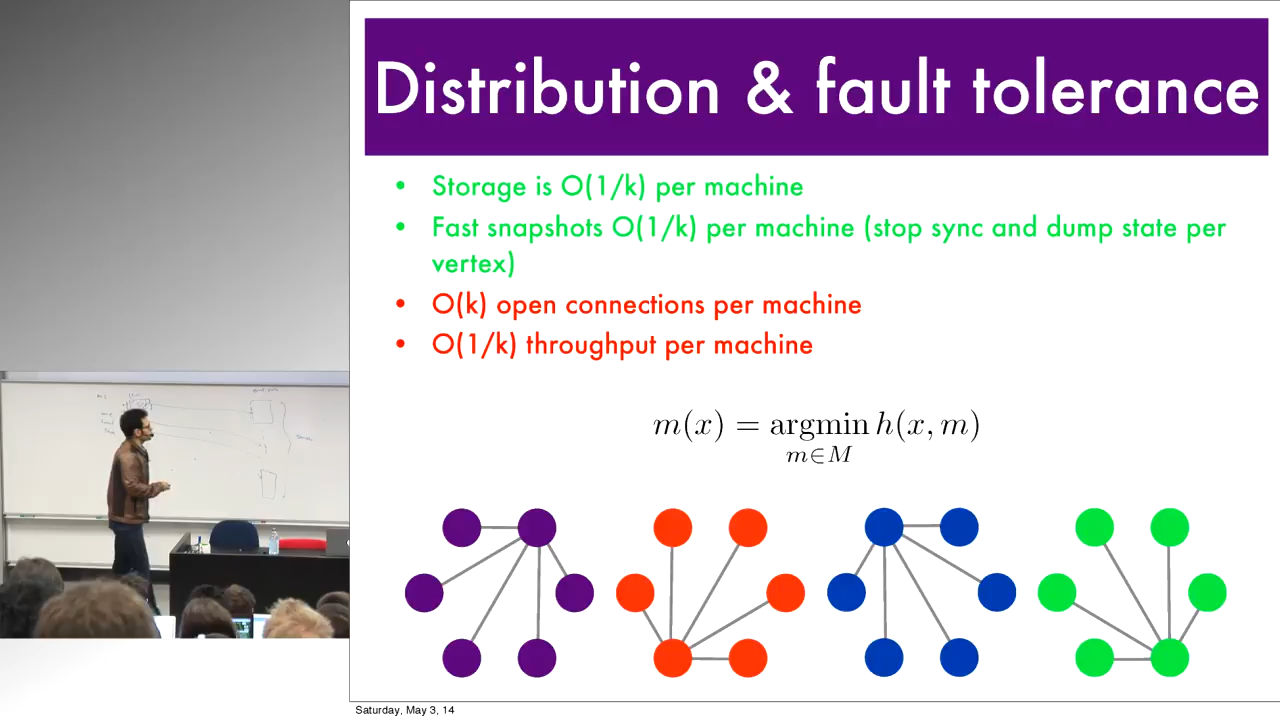 Distribution & fault tolerance
• Storage is O(1/k) per machine
• Fast snapshots O(1/k) per machine (stop sync and dump state per
vertex)
• O(k) open connections per machine
• O(1/k) throughput per machine
m(x) = argmin h(x, m)
m∈M
Saturday, May 3, 14